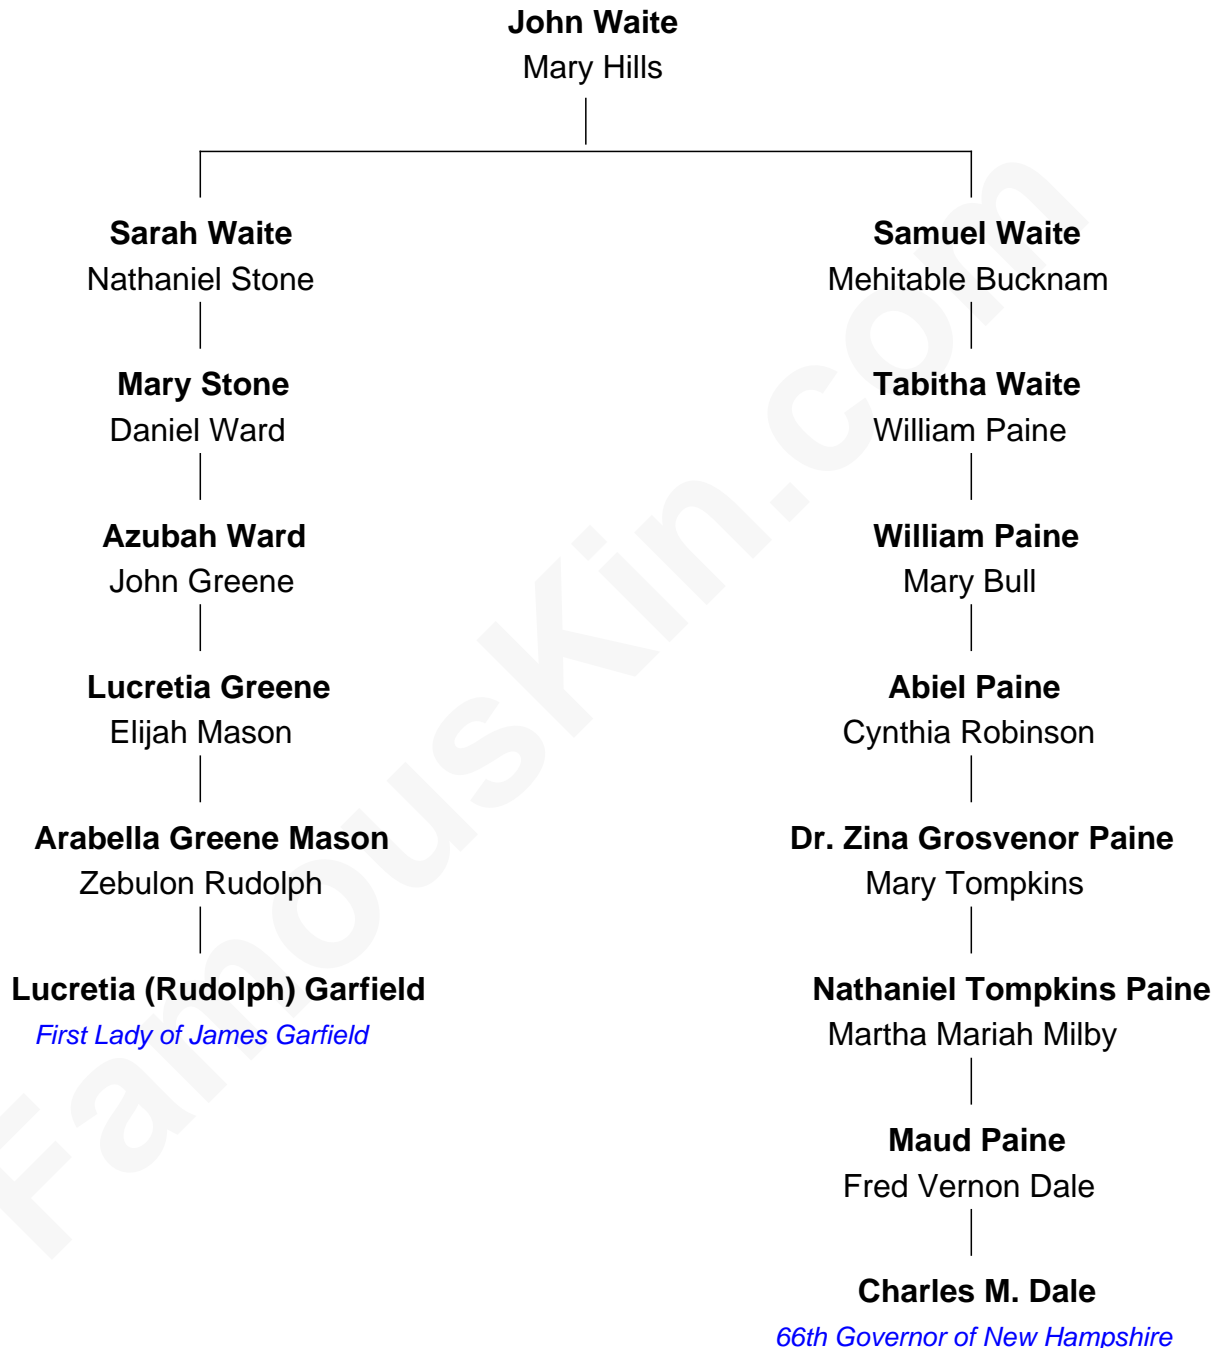 John Waite
Mary Hills
Sarah Waite
Nathaniel Stone
Mary Stone
Daniel Ward
Azubah Ward
John Greene
Lucretia Greene
Elijah Mason
Arabella Greene Mason
Zebulon Rudolph
Lucretia (Rudolph) Garfield
First Lady of James Garfield
Samuel Waite
Mehitable Bucknam
Tabitha Waite
William Paine
William Paine
Mary Bull
Abiel Paine
Cynthia Robinson
Dr. Zina Grosvenor Paine
Mary Tompkins
Nathaniel Tompkins Paine
Martha Mariah Milby
Maud Paine
Fred Vernon Dale
Charles M. Dale
66th Governor of New Hampshire
FamousKin.com